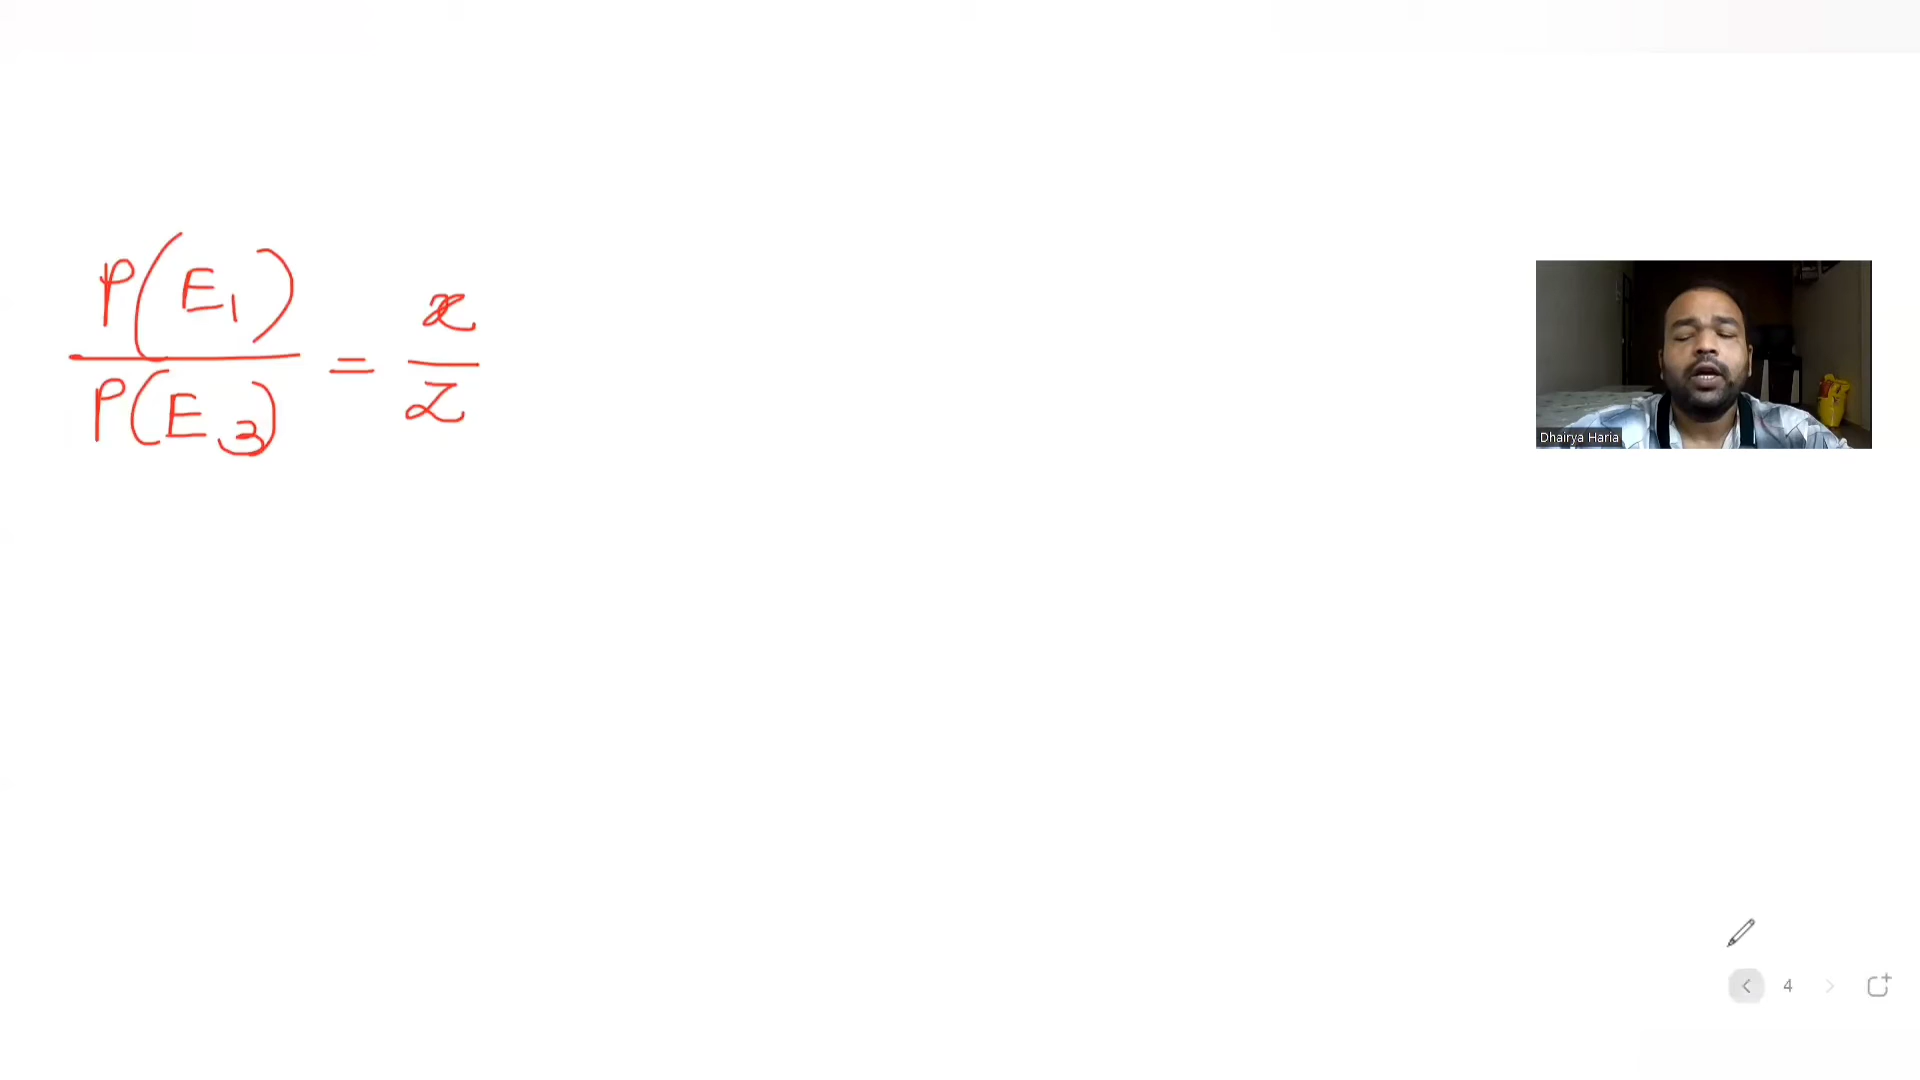 P(E₁)/P(E₃) = x/z
Dhairya Haria
4